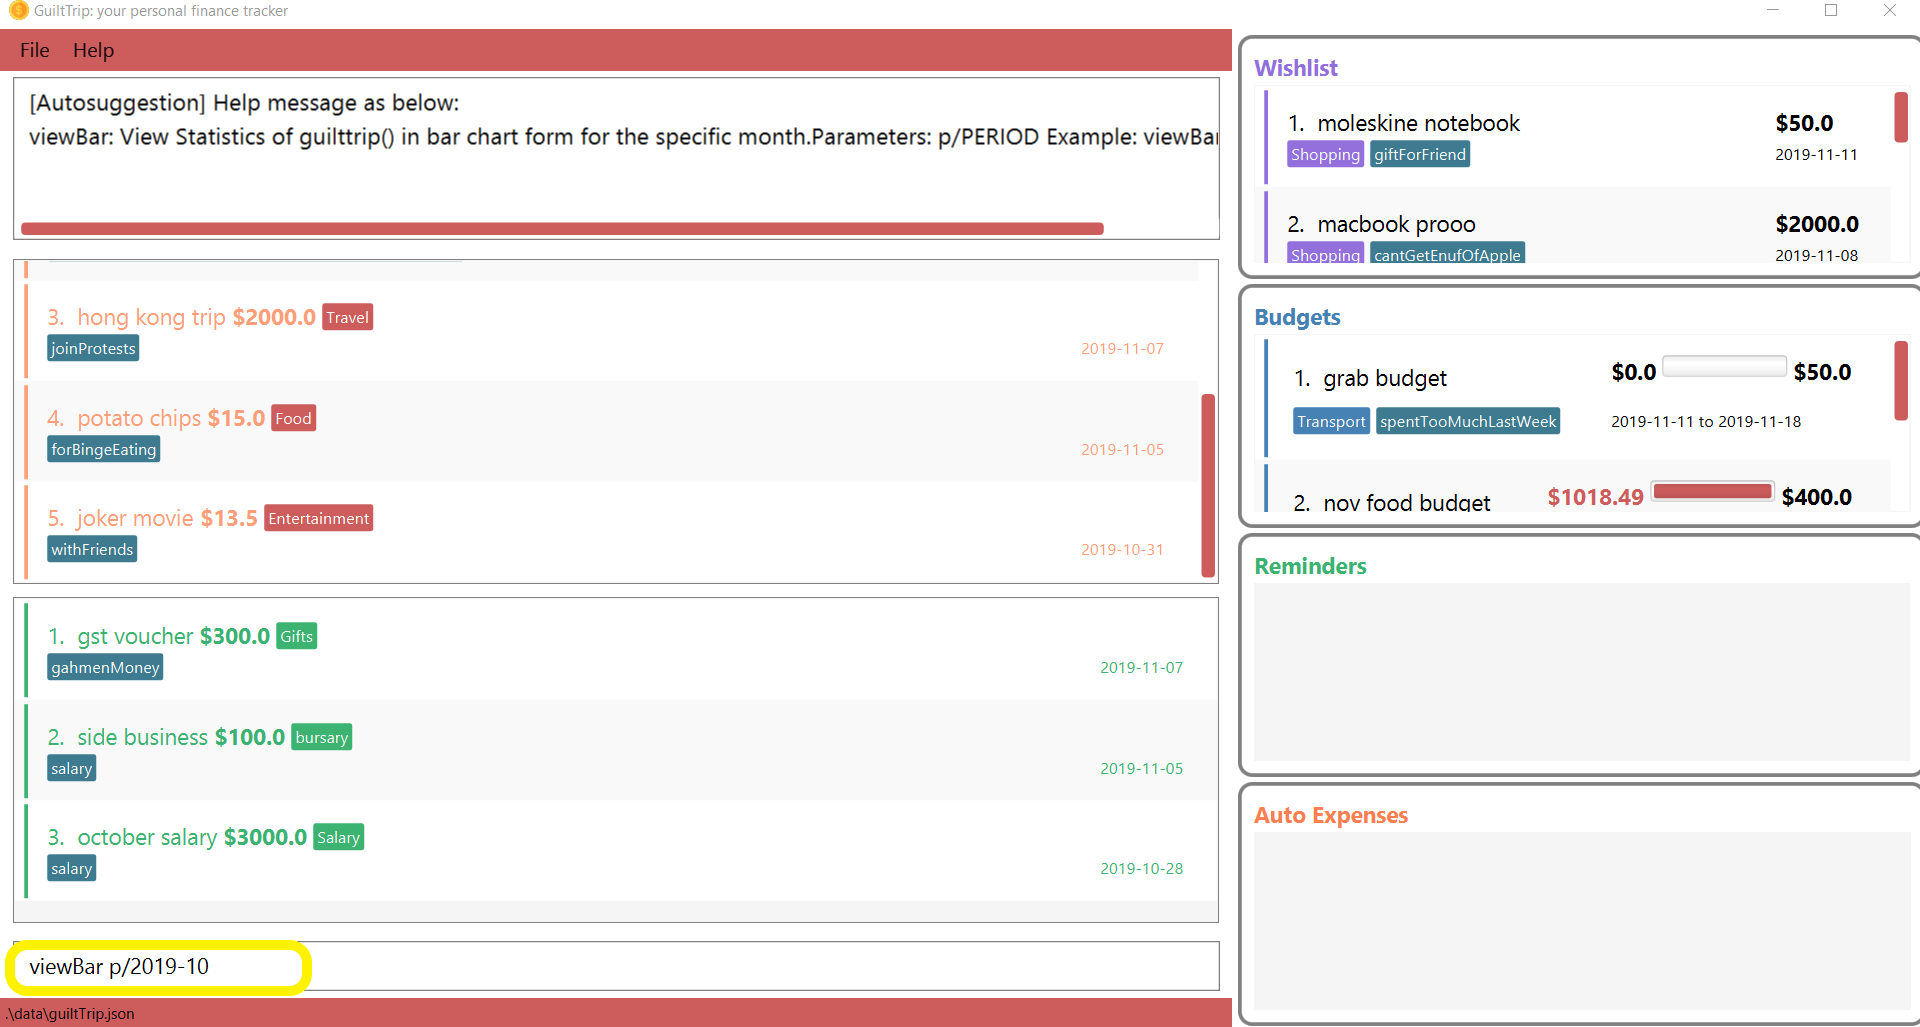 GuiltTrip: your personal finance tracker
File Help
[Autosuggestion] Help message as below:
viewBar: View Statistics of guilttrip() in bar chart form for the specific month.Parameters: p/PERIOD Example: viewBar
3. hong kong trip $2000.0 Travel
joinProtests
2019-11-07
4. potato chips $15.0 Food
forBingeEating
2019-11-05
5. joker movie $13.5 Entertainment
withFriends
2019-10-31
1. gst voucher $300.0 Gifts
gahmenMoney
2019-11-07
2. side business $100.0 bursary
salary
2019-11-05
3. october salary $3000.0 Salary
salary
2019-10-28
viewBar p/2019-10
.\data\guiltTrip.json
Wishlist
1. moleskine notebook $50.0
Shopping giftForFriend 2019-11-11
2. macbook prooo $2000.0
Shopping cantGetEnufOfApple 2019-11-08
Budgets
1. grab budget $0.0 $50.0
Transport spentTooMuchLastWeek 2019-11-11 to 2019-11-18
2. nov food budget $1018.49 $400.0
Reminders
Auto Expenses